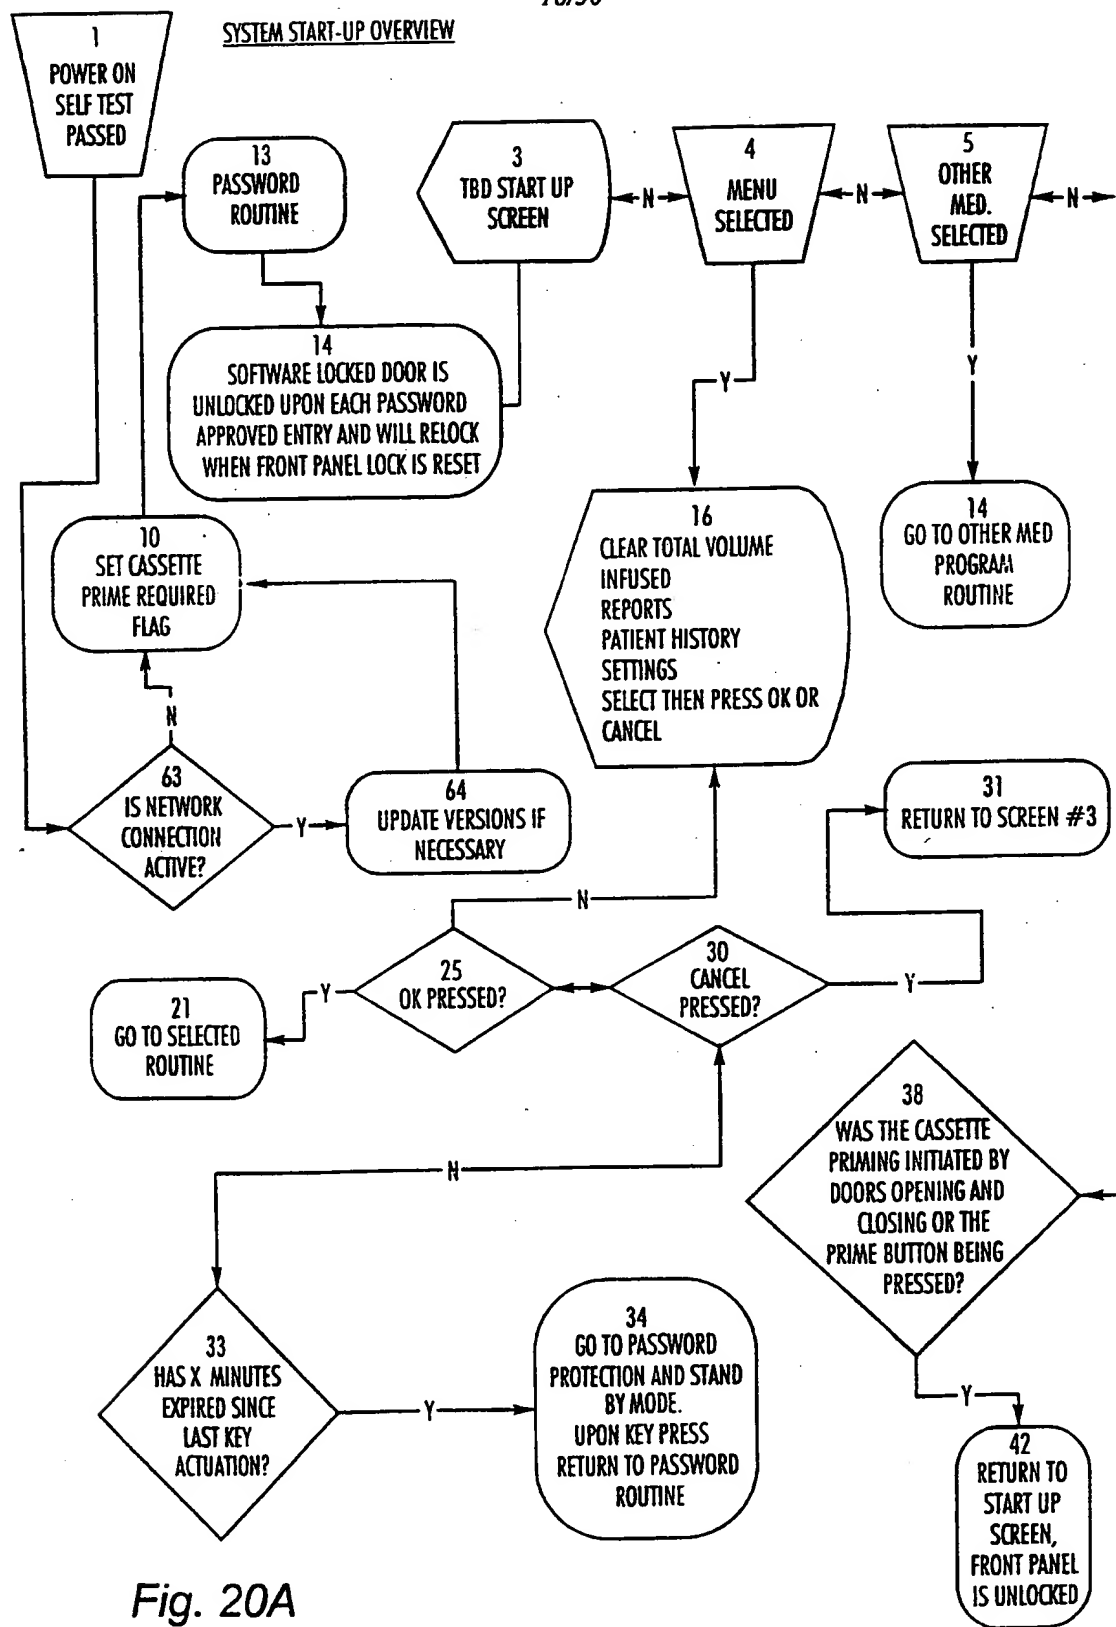 SYSTEM START-UP OVERVIEW
1
POWER ON
SELF TEST
PASSED
13
PASSWORD
ROUTINE
3
TBD START UP
SCREEN
N
4
MENU
SELECTED
N
5
OTHER
MED.
SELECTED
N
14
SOFTWARE LOCKED DOOR IS
UNLOCKED UPON EACH PASSWORD
APPROVED ENTRY AND WILL RELOCK
WHEN FRONT PANEL LOCK IS RESET
Y
Y
10
SET CASSETTE
PRIME REQUIRED
FLAG
16
CLEAR TOTAL VOLUME
INFUSED
REPORTS
PATIENT HISTORY
SETTINGS
SELECT THEN PRESS OK OR
CANCEL
14
GO TO OTHER MED
PROGRAM
ROUTINE
N
63
IS NETWORK
CONNECTION
ACTIVE?
Y
64
UPDATE VERSIONS IF
NECESSARY
31
RETURN TO SCREEN #3
N
25
OK PRESSED?
30
CANCEL
PRESSED?
Y
Y
21
GO TO SELECTED
ROUTINE
N
38
WAS THE CASSETTE
PRIMING INITIATED BY
DOORS OPENING AND
CLOSING OR THE
PRIME BUTTON BEING
PRESSED?
33
HAS X MINUTES
EXPIRED SINCE
LAST KEY
ACTUATION?
Y
34
GO TO PASSWORD
PROTECTION AND STAND
BY MODE.
UPON KEY PRESS
RETURN TO PASSWORD
ROUTINE
Y
42
RETURN TO
START UP
SCREEN,
FRONT PANEL
IS UNLOCKED
Fig. 20A